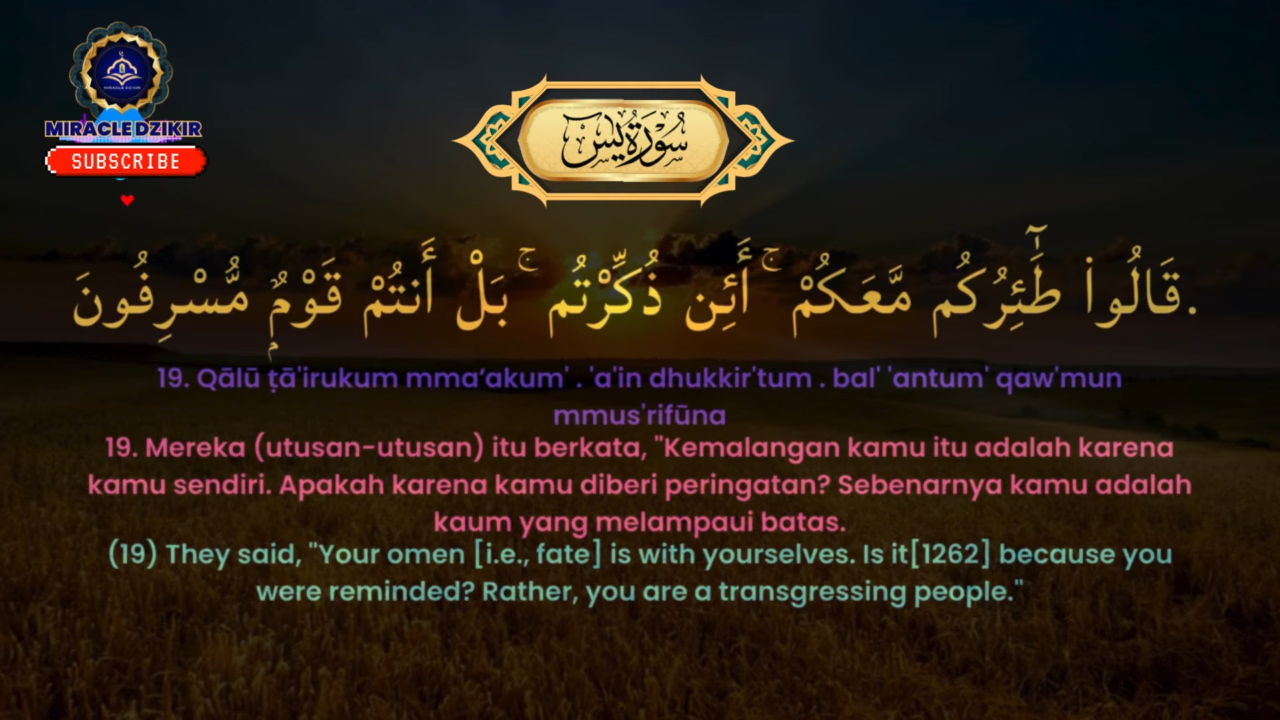 MIRACLE DZIKIR
SUBSCRIBE
سُورَةُ يس
قَالُوا۟ طَـٰٓئِرُكُم مَّعَكُمْ ۚ أَئِن ذُكِّرْتُم ۚ بَلْ أَنتُمْ قَوْمٌۭ مُّسْرِفُونَ.
19. Qālū ṭā'irukum mma‘akum' . 'a'in dhukkir'tum . bal' 'antum' qaw'mun
mmus'rifūna
19. Mereka (utusan-utusan) itu berkata, "Kemalangan kamu itu adalah karena
kamu sendiri. Apakah karena kamu diberi peringatan? Sebenarnya kamu adalah
kaum yang melampaui batas.
(19) They said, "Your omen [i.e., fate] is with yourselves. Is it[1262] because you
were reminded? Rather, you are a transgressing people."